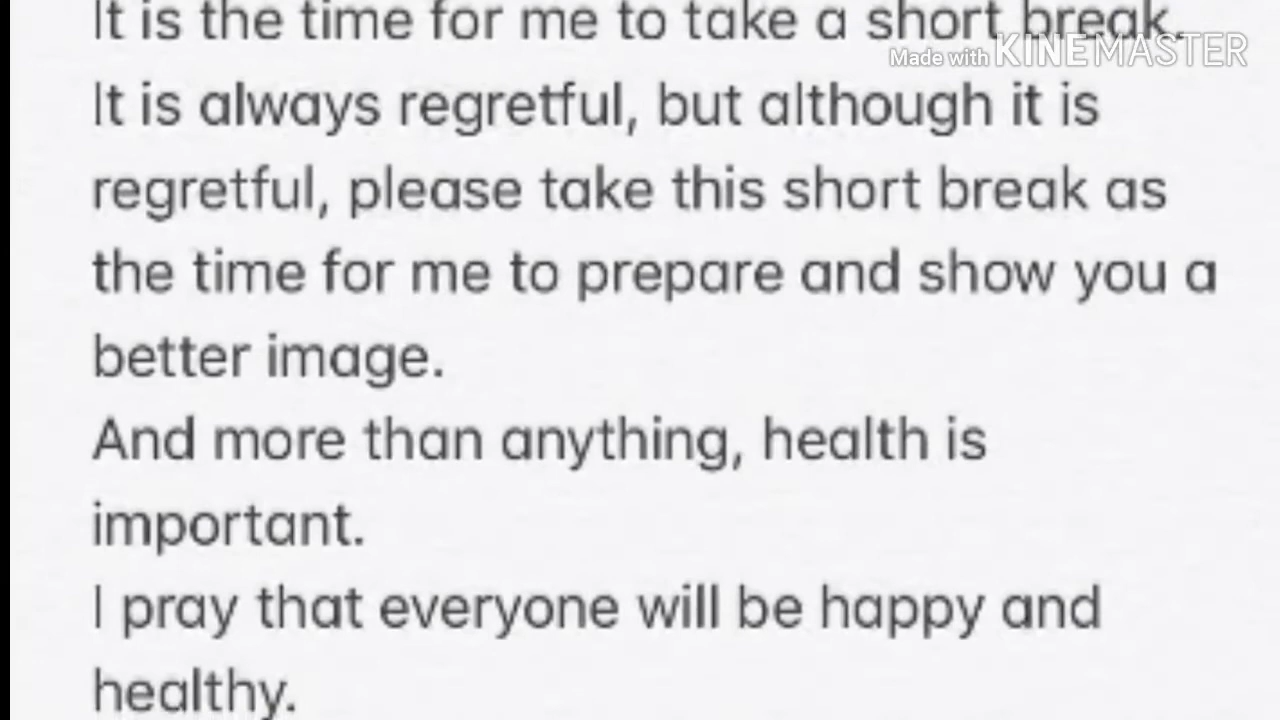 It is the time for me to take a short break.
Made with KINEMASTER
It is always regretful, but although it is
regretful, please take this short break as
the time for me to prepare and show you a
better image.
And more than anything, health is
important.
I pray that everyone will be happy and
healthy.